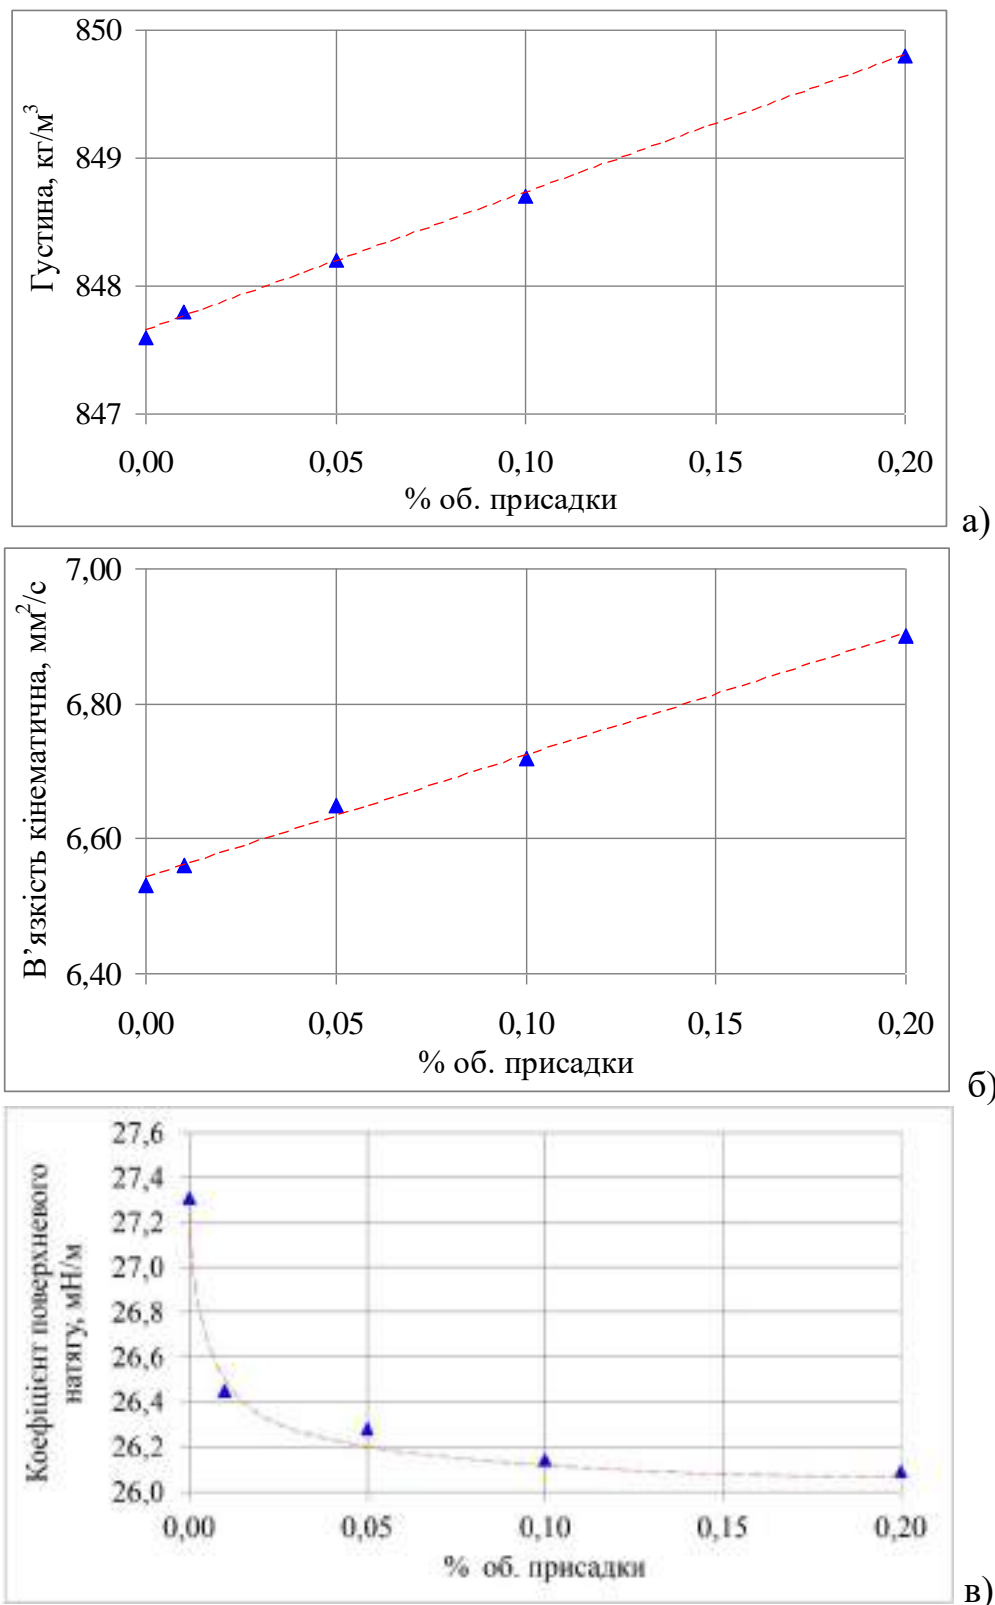 Густина, кг/м³
850
849
848
847
0,00 0,05 0,10 0,15 0,20
% об. присадки
а)
В’язкість кінематична, мм²/с
7,00
6,80
6,60
6,40
0,00 0,05 0,10 0,15 0,20
% об. присадки
б)
Коефіцієнт поверхневого
натягу, мН/м
27,6
27,4
27,2
27,0
26,8
26,6
26,4
26,2
26,0
0,00 0,05 0,10 0,15 0,20
% об. присадки
в)